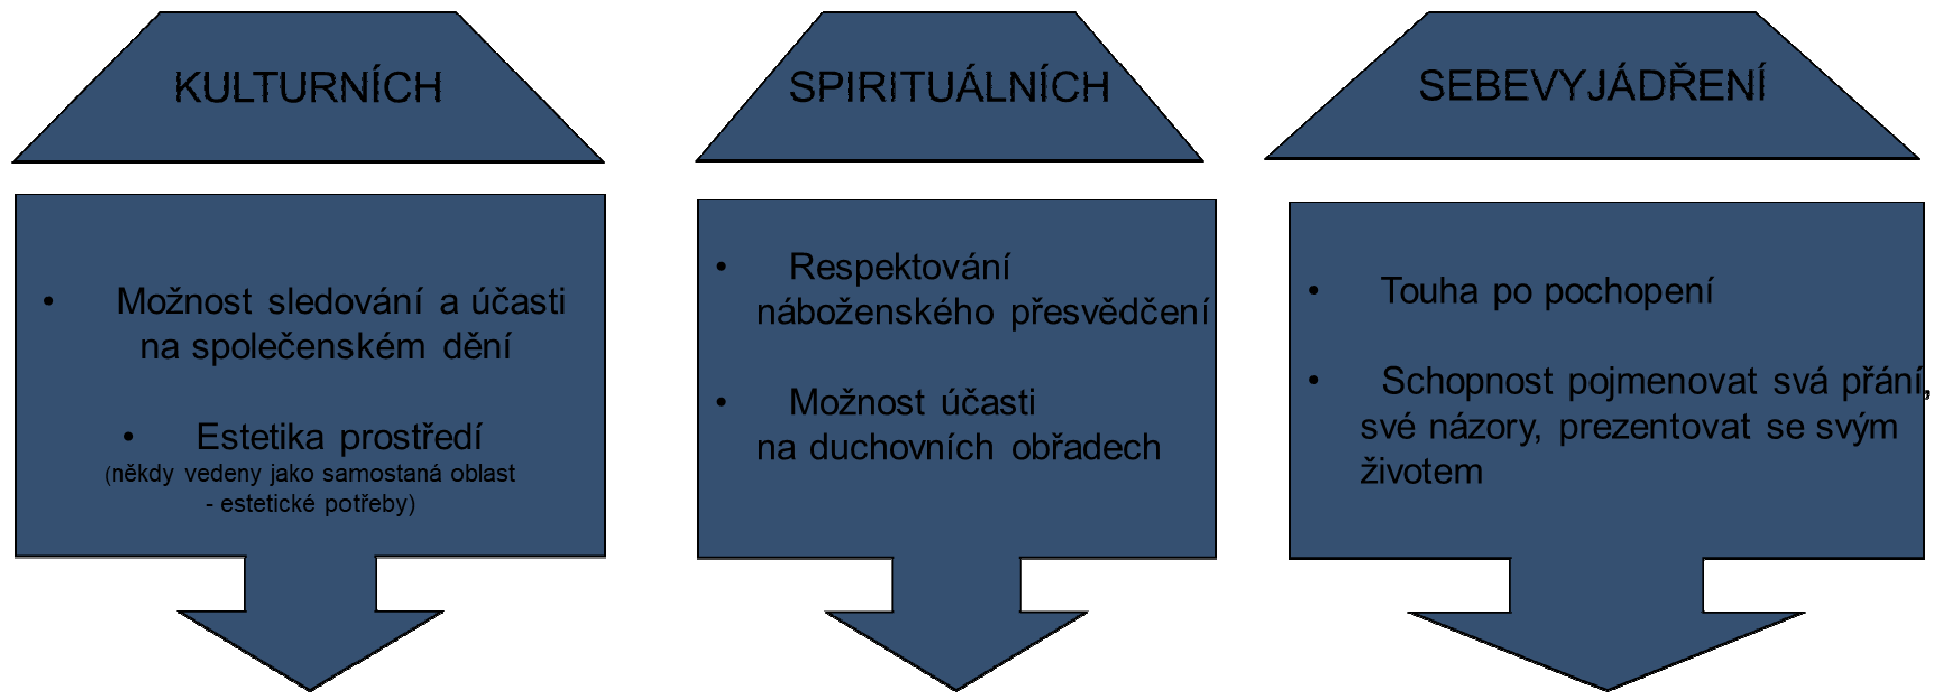 KULTURNÍCH
• Možnost sledování a účasti
na společenském dění
• Estetika prostředí
(někdy vedeny jako samostaná oblast
- estetické potřeby)
SPIRITUÁLNÍCH
• Respektování
náboženského přesvědčení
• Možnost účasti
na duchovních obřadech
SEBEVYJÁDŘENÍ
• Touha po pochopení
• Schopnost pojmenovat svá přání,
své názory, prezentovat se svým
životem